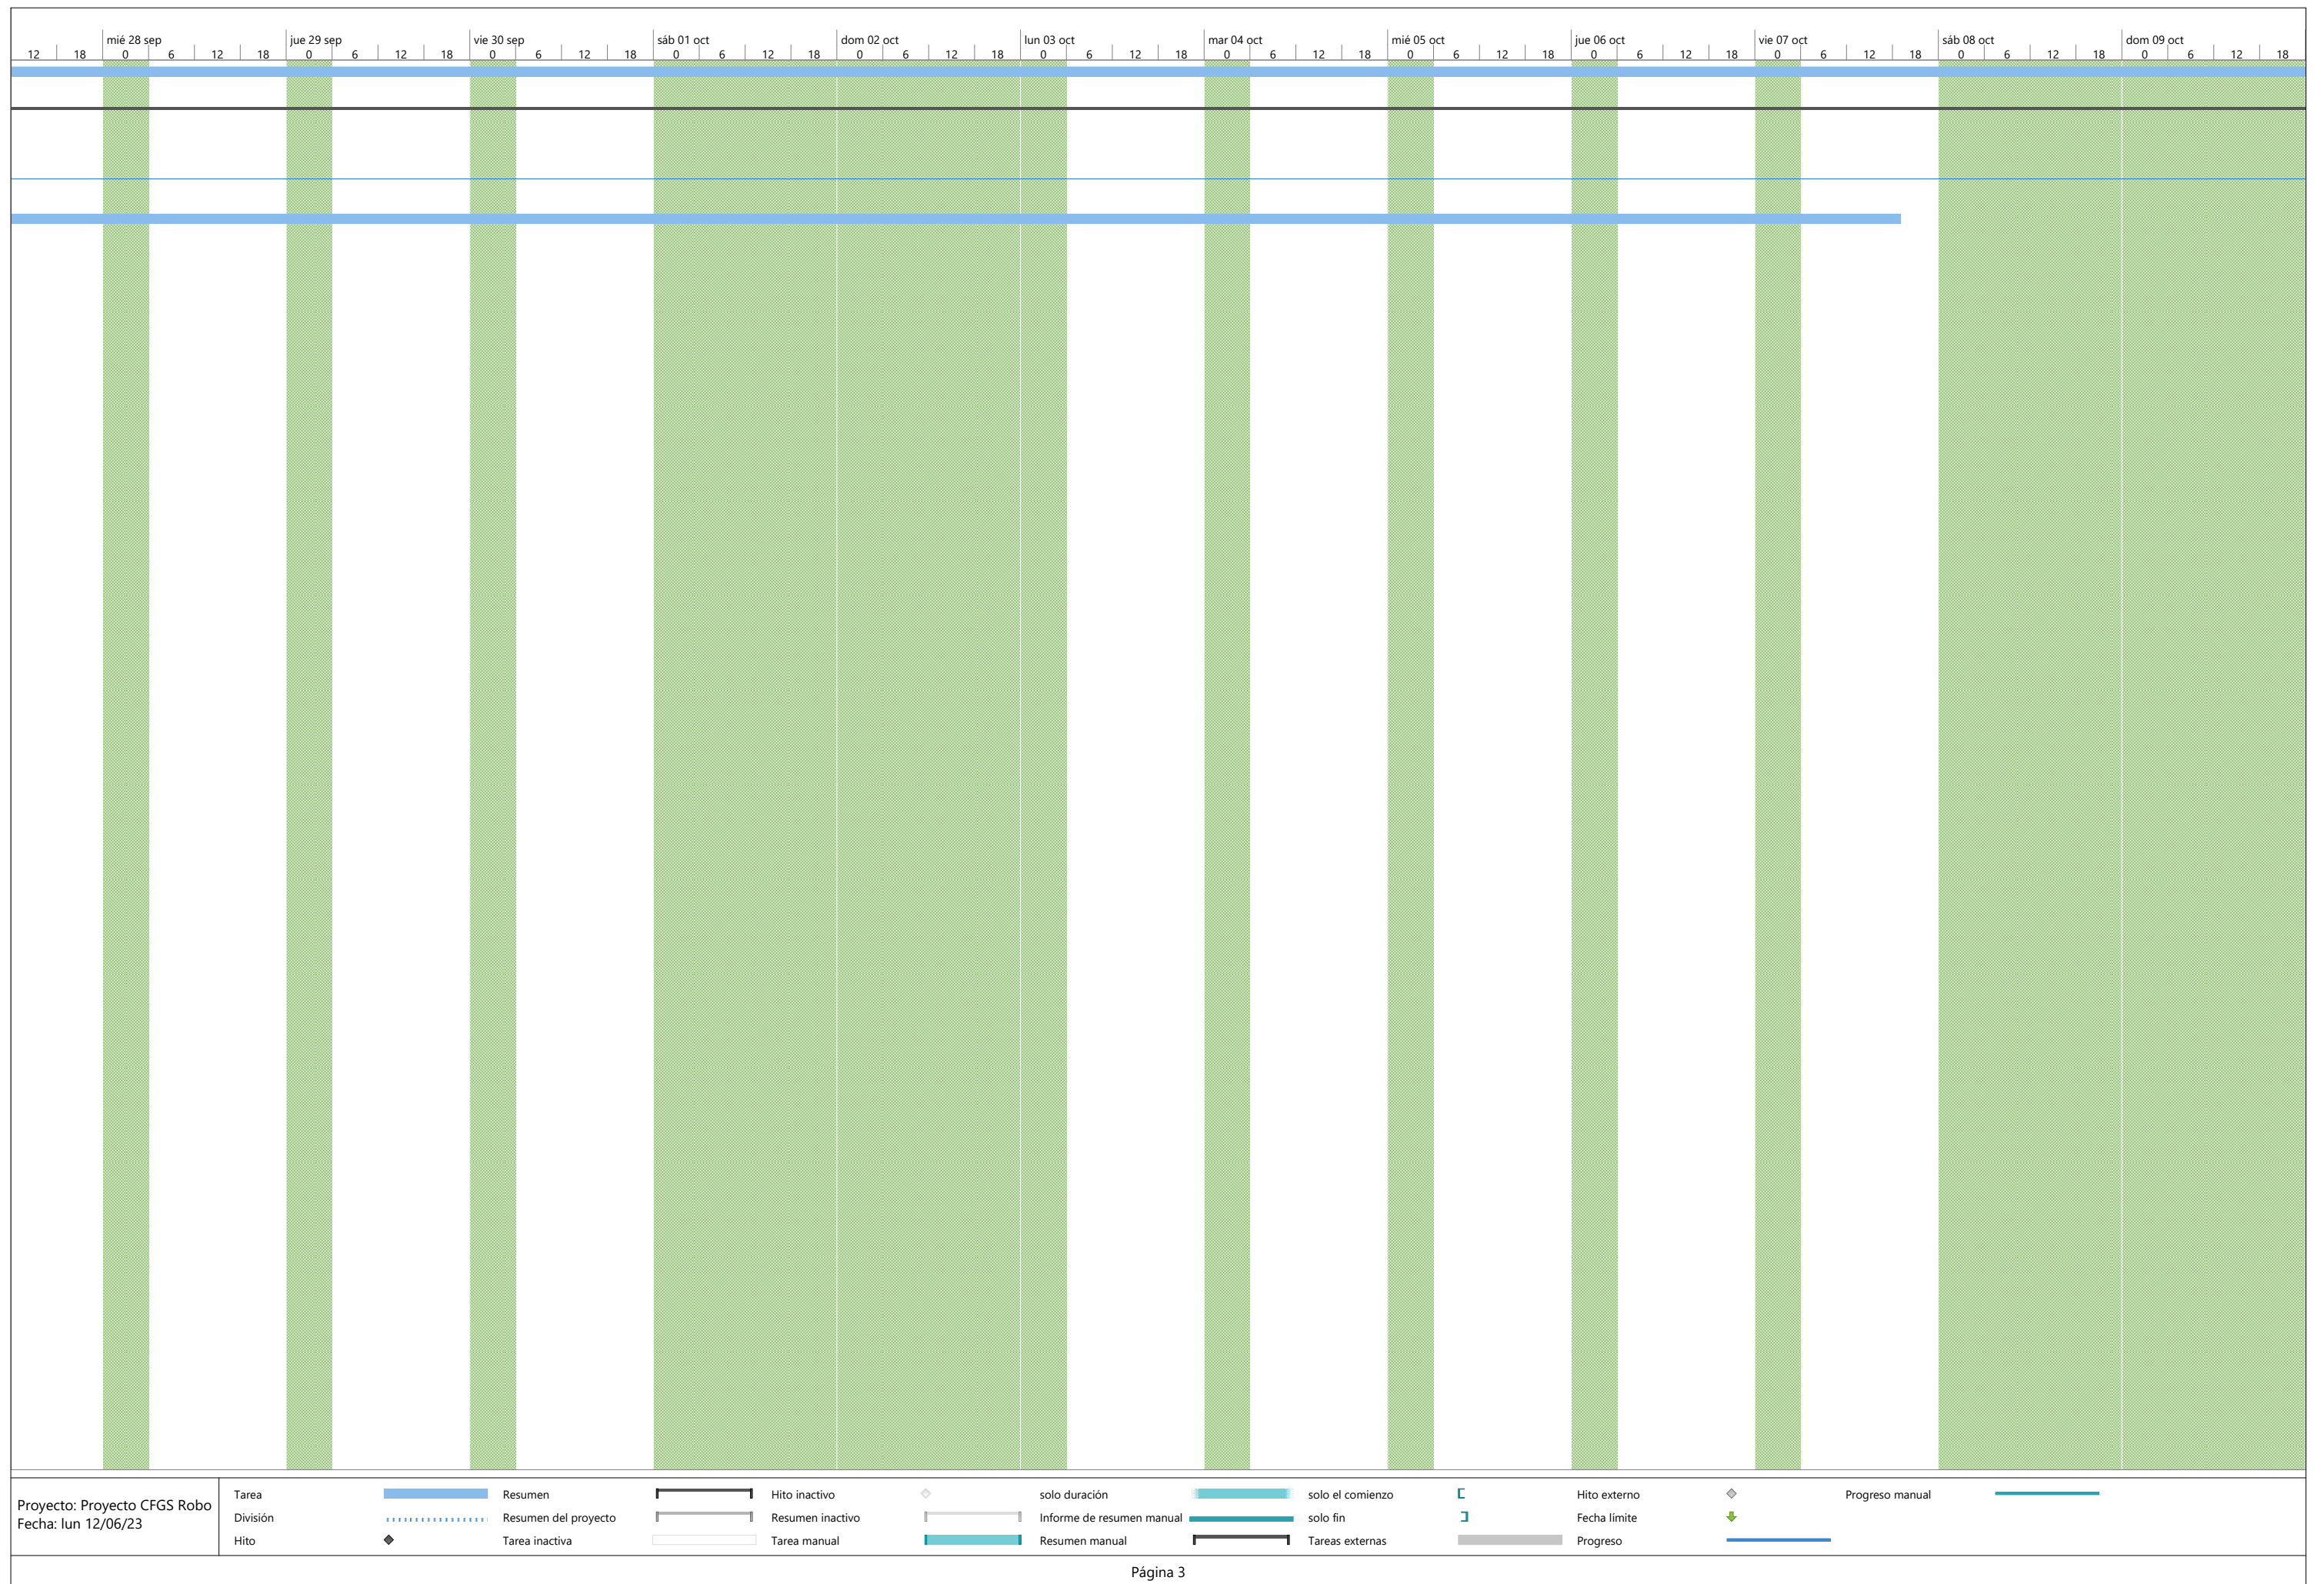 mié 28 sep jue 29 sep vie 30 sep sáb 01 oct dom 02 oct lun 03 oct mar 04 oct mié 05 oct jue 06 oct vie 07 oct sáb 08 oct dom 09 oct
12 18 0 6 12 18 0 6 12 18 0 6 12 18 0 6 12 18 0 6 12 18 0 6 12 18 0 6 12 18 0 6 12 18 0 6 12 18 0 6 12 18 0 6 12 18 0 6 12 18
Proyecto: Proyecto CFGS Robo
Fecha: lun 12/06/23
Tarea
División
Hito
Resumen
Resumen del proyecto
Tarea inactiva
Hito inactivo
Resumen inactivo
Tarea manual
solo duración
Informe de resumen manual
Resumen manual
solo el comienzo
solo fin
Tareas externas
Hito externo
Fecha límite
Progreso
Progreso manual
Página 3